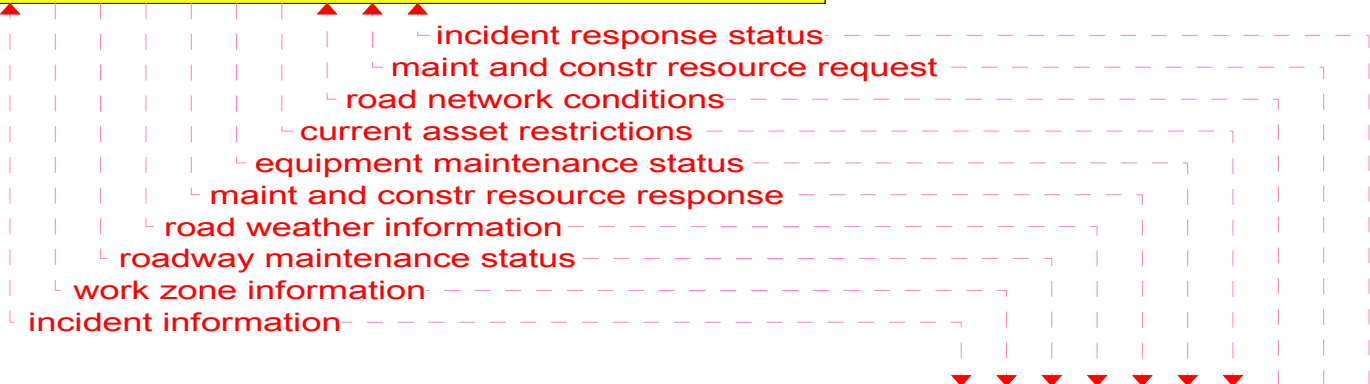 incident response status
maint and constr resource request
road network conditions
current asset restrictions
equipment maintenance status
maint and constr resource response
road weather information
roadway maintenance status
work zone information
incident information